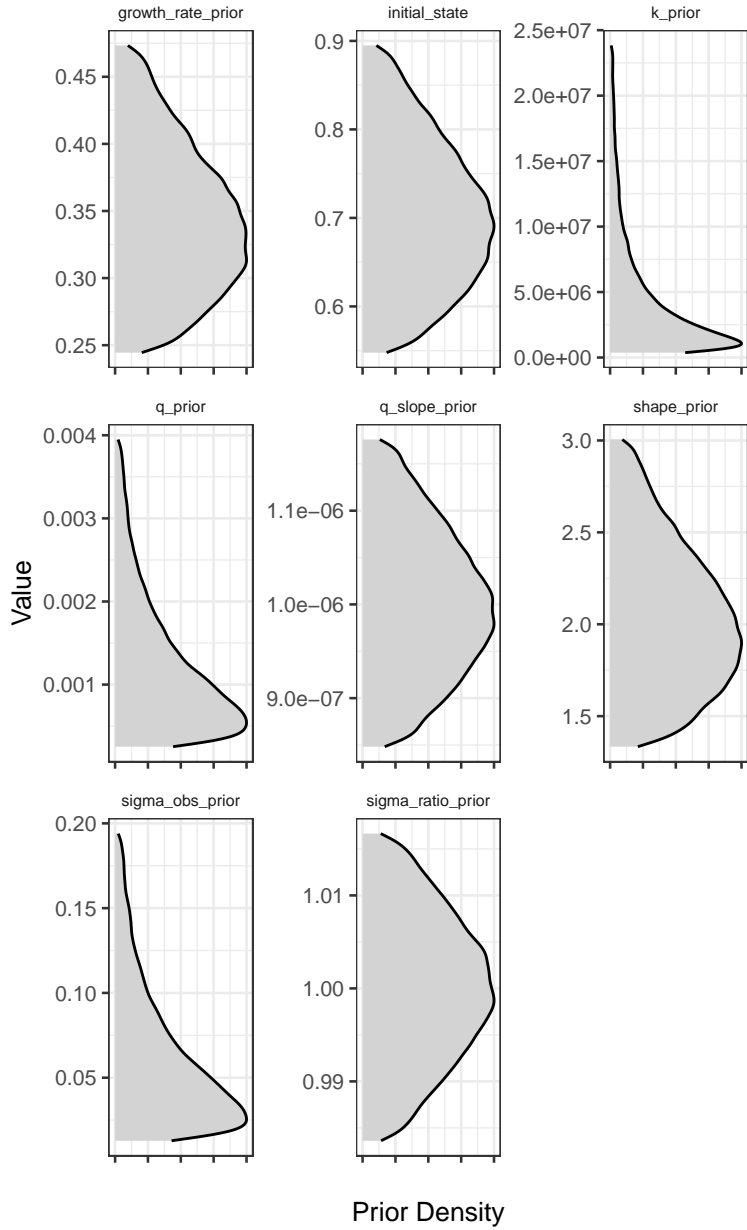 growth_rate_prior
initial_state
k_prior
0.45
0.40
0.35
0.30
0.25
0.9
0.8
0.7
0.6
2.5e+07
2.0e+07
1.5e+07
1.0e+07
5.0e+06
0.0e+00
q_prior
q_slope_prior
shape_prior
0.004
0.003
0.002
0.001
1.1e−06
1.0e−06
9.0e−07
3.0
2.5
2.0
1.5
Value
sigma_obs_prior
sigma_ratio_prior
0.20
0.15
0.10
0.05
1.01
1.00
0.99
Prior Density